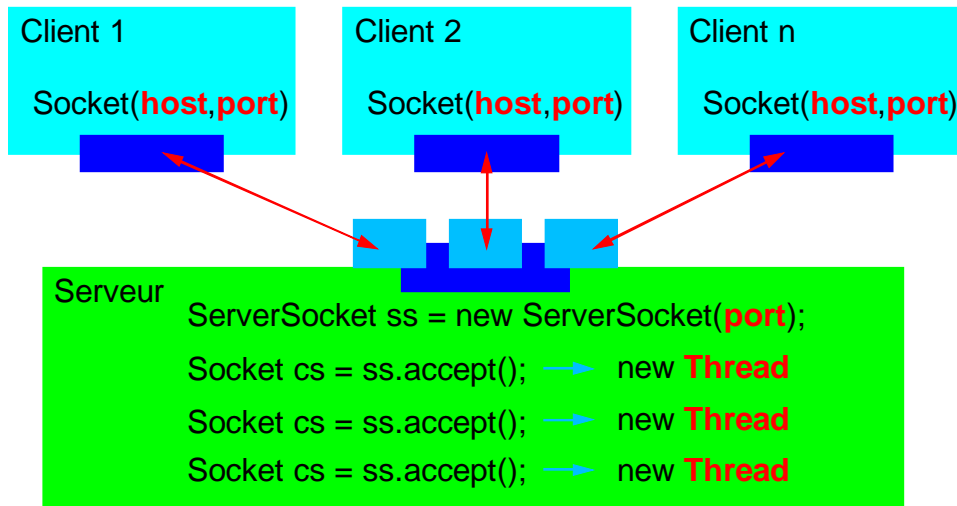 Client 1
Client 2
Client n
Socket(host,port)
Socket(host,port)
Socket(host,port)
Serveur
ServerSocket ss = new ServerSocket(port);
Socket cs = ss.accept(); new Thread
Socket cs = ss.accept(); new Thread
Socket cs = ss.accept(); new Thread